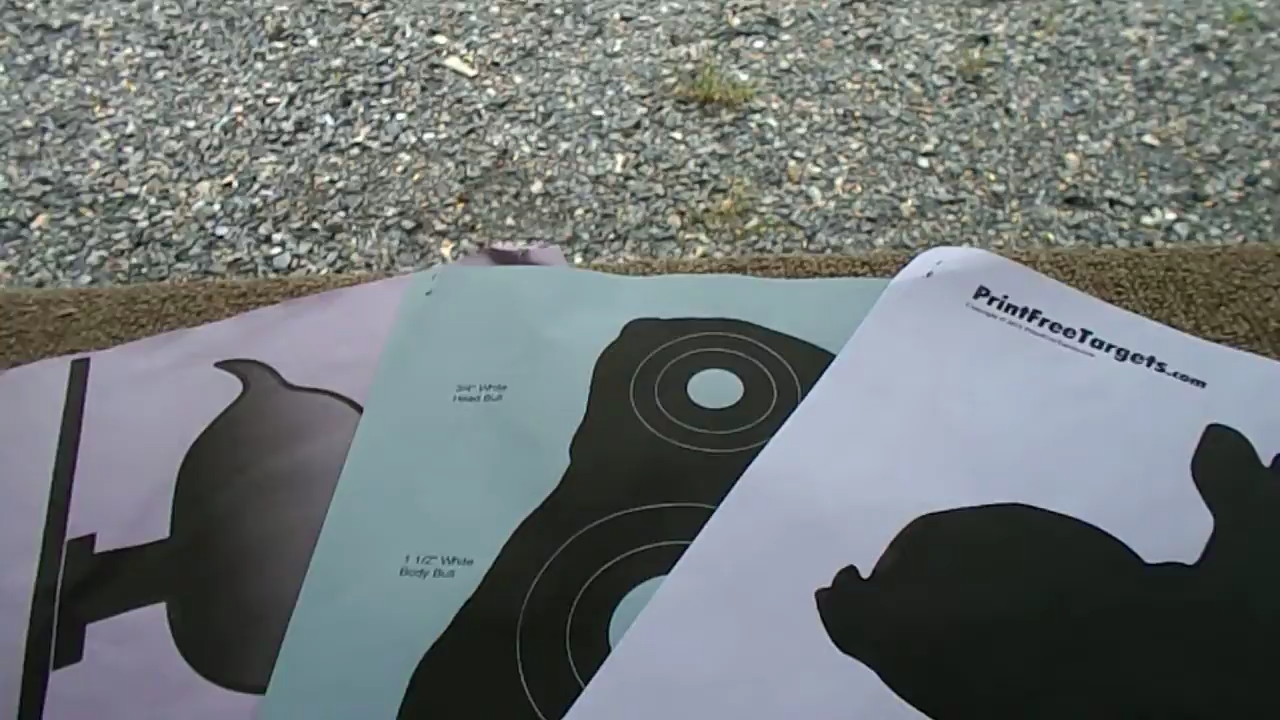 PrintFreeTargets.com
3/4" White
Head Bull
1 1/2" White
Body Bull